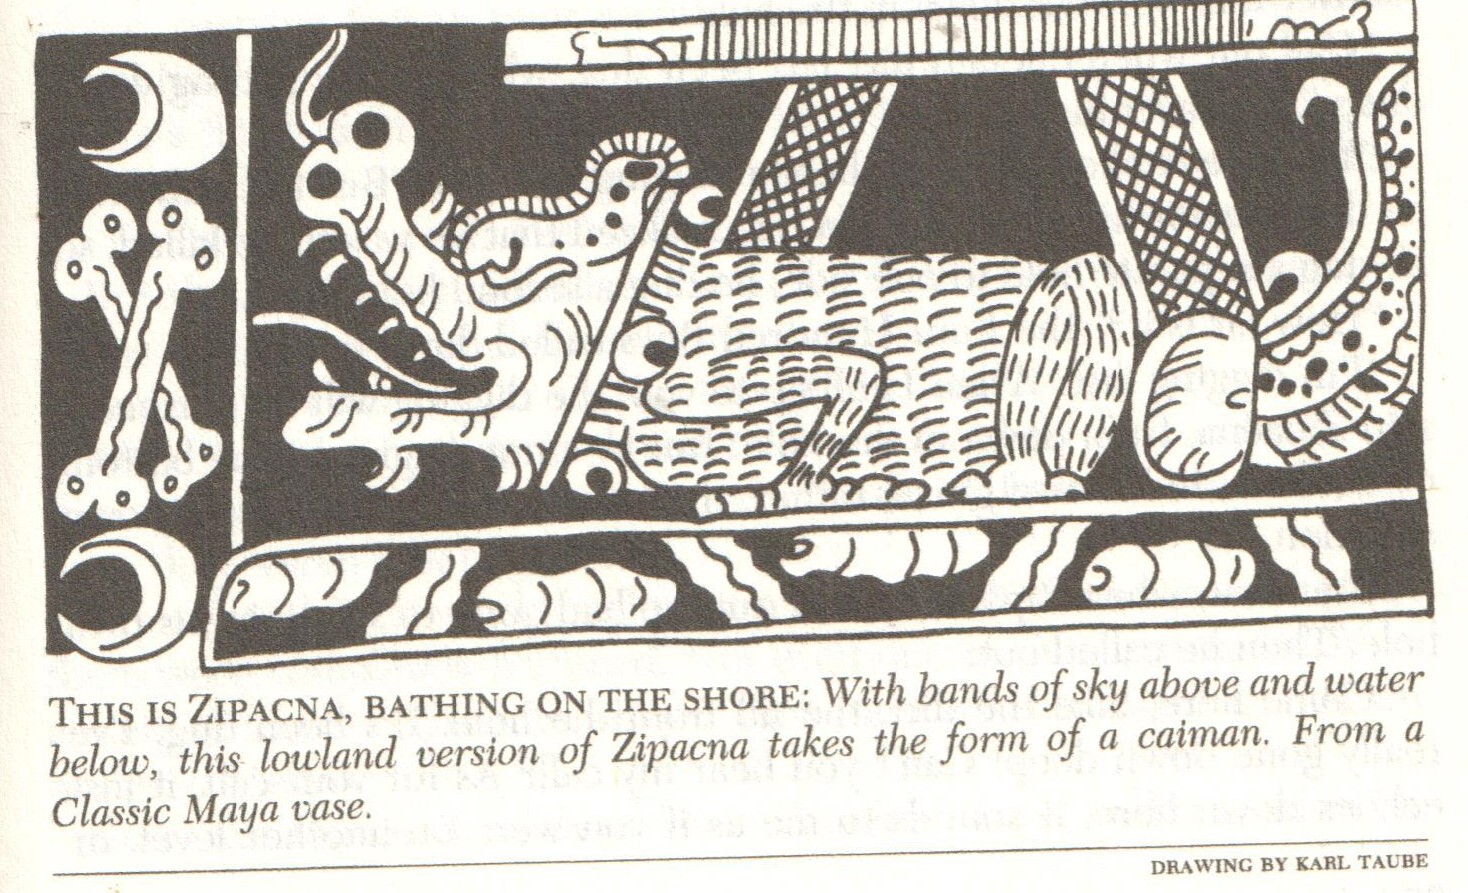 THIS IS ZIPACNA, BATHING ON THE SHORE: With bands of sky above and water
below, this lowland version of Zipacna takes the form of a caiman. From a
Classic Maya vase.
DRAWING BY KARL TAUBE